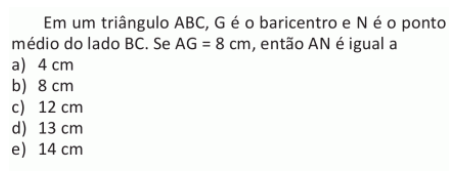 Em um triângulo ABC, G é o baricentro e N é o ponto
médio do lado BC. Se AG = 8 cm, então AN é igual a
a) 4 cm
b) 8 cm
c) 12 cm
d) 13 cm
e) 14 cm